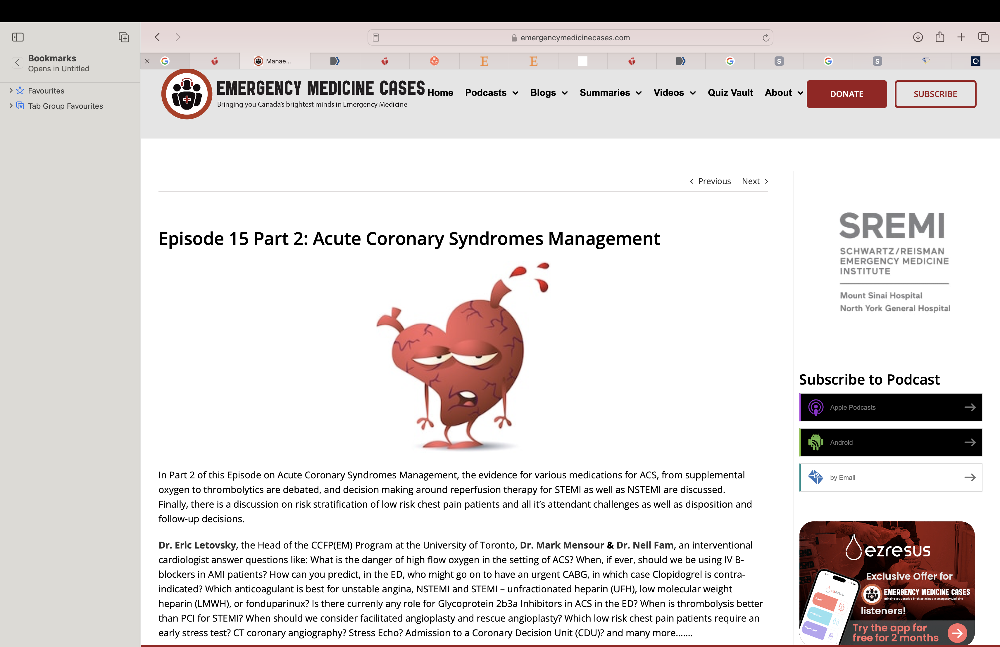 Bookmarks
Opens in Untitled
Favourites
Tab Group Favourites
emergencymedicinecases.com
Manae...
E
E
S
S
EMERGENCY MEDICINE CASES
Bringing you Canada's brightest minds in Emergency Medicine
Home Podcasts Blogs Summaries Videos Quiz Vault About
DONATE
SUBSCRIBE
Previous Next
Episode 15 Part 2: Acute Coronary Syndromes Management
In Part 2 of this Episode on Acute Coronary Syndromes Management, the evidence for various medications for ACS, from supplemental
oxygen to thrombolytics are debated, and decision making around reperfusion therapy for STEMI as well as NSTEMI are discussed.
Finally, there is a discussion on risk stratification of low risk chest pain patients and all it’s attendant challenges as well as disposition and
follow-up decisions.
Dr. Eric Letovsky, the Head of the CCFP(EM) Program at the University of Toronto, Dr. Mark Mensour & Dr. Neil Fam, an interventional
cardiologist answer questions like: What is the danger of high flow oxygen in the setting of ACS? When, if ever, should we be using IV B-
blockers in AMI patients? How can you predict, in the ED, who might go on to have an urgent CABG, in which case Clopidogrel is contra-
indicated? Which anticoagulant is best for unstable angina, NSTEMI and STEMI – unfractionated heparin (UFH), low molecular weight
heparin (LMWH), or fonduparinux? Is there currenly any role for Glycoprotein 2b3a Inhibitors in ACS in the ED? When is thrombolysis better
than PCI for STEMI? When should we consider facilitated angioplasty and rescue angioplasty? Which low risk chest pain patients require an
early stress test? CT coronary angiography? Stress Echo? Admission to a Coronary Decision Unit (CDU)? and many more.......
SREMI
SCHWARTZ/REISMAN
EMERGENCY MEDICINE
INSTITUTE
Mount Sinai Hospital
North York General Hospital
Subscribe to Podcast
Apple Podcasts
Android
by Email
ezresus
Exclusive Offer for
EMERGENCY MEDICINE CASES
Bringing you Canada's brightest minds in Emergency Medicine
listeners!
Try the app for
free for 2 months
ezresus
Adult
Pediatric
Neonatal